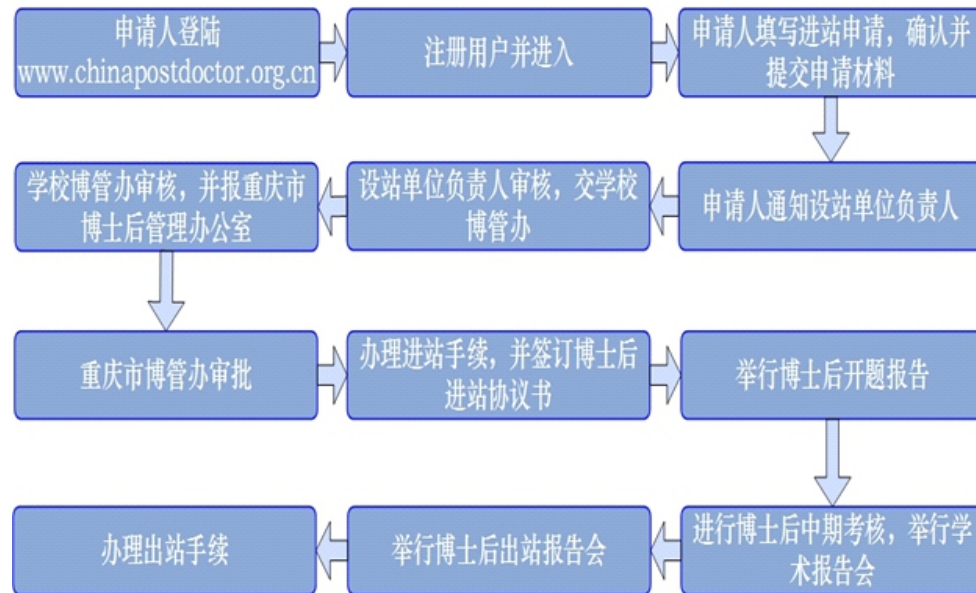 申请人登陆
www.chinapostdoctor.org.cn
注册用户并进入
申请人填写进站申请，确认并
提交申请材料
申请人通知设站单位负责人
设站单位负责人审核，交学校
博管办
学校博管办审核，并报重庆市
博士后管理办公室
重庆市博管办审批
办理进站手续，并签订博士后
进站协议书
举行博士后开题报告
进行博士后中期考核，举行学
术报告会
举行博士后出站报告会
办理出站手续